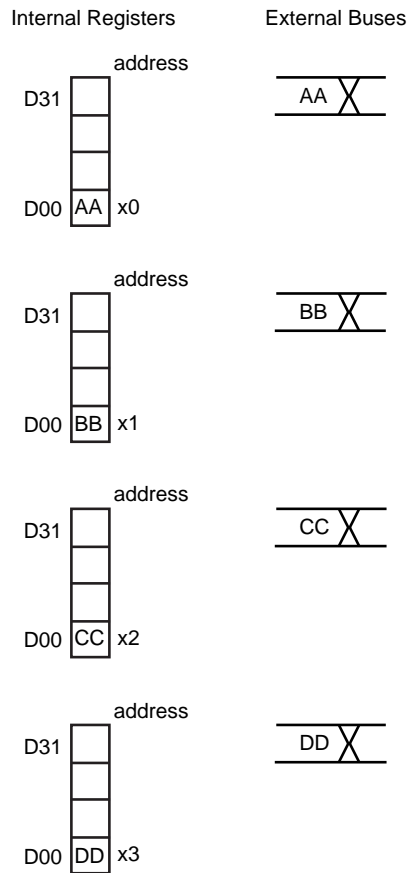 Internal Registers External Buses
address
D31 AA
D00 AA x0
address
D31 BB
D00 BB x1
address
D31 CC
D00 CC x2
address
D31 DD
D00 DD x3